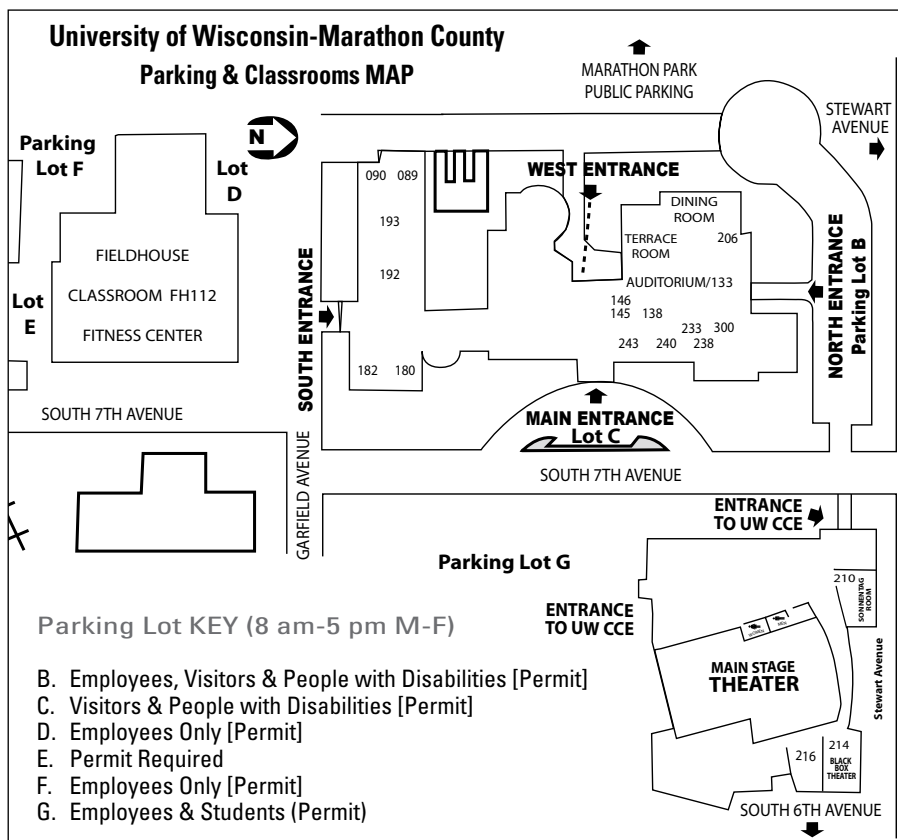 University of Wisconsin-Marathon County
Parking & Classrooms MAP
MARATHON PARK
PUBLIC PARKING
STEWART
AVENUE
Parking
Lot F
N
Lot
D
WEST ENTRANCE
090 089
193
192
DINING
ROOM
TERRACE
ROOM
206
AUDITORIUM/133
146
145 138
233 300
243 240 238
FIELDHOUSE
CLASSROOM FH112
FITNESS CENTER
Lot
E
SOUTH ENTRANCE
NORTH ENTRANCE
Parking Lot B
182 180
SOUTH 7TH AVENUE
MAIN ENTRANCE
Lot C
GARFIELD AVENUE
SOUTH 7TH AVENUE
ENTRANCE
TO UW CCE
Parking Lot G
210
SONNENTAG
ROOM
ENTRANCE
TO UW CCE
WOMEN
MEN
MAIN STAGE
THEATER
Stewart Avenue
216
214
BLACK
BOX
THEATER
SOUTH 6TH AVENUE
Parking Lot KEY (8 am-5 pm M-F)
B. Employees, Visitors & People with Disabilities [Permit]
C. Visitors & People with Disabilities [Permit]
D. Employees Only [Permit]
E. Permit Required
F. Employees Only [Permit]
G. Employees & Students (Permit)